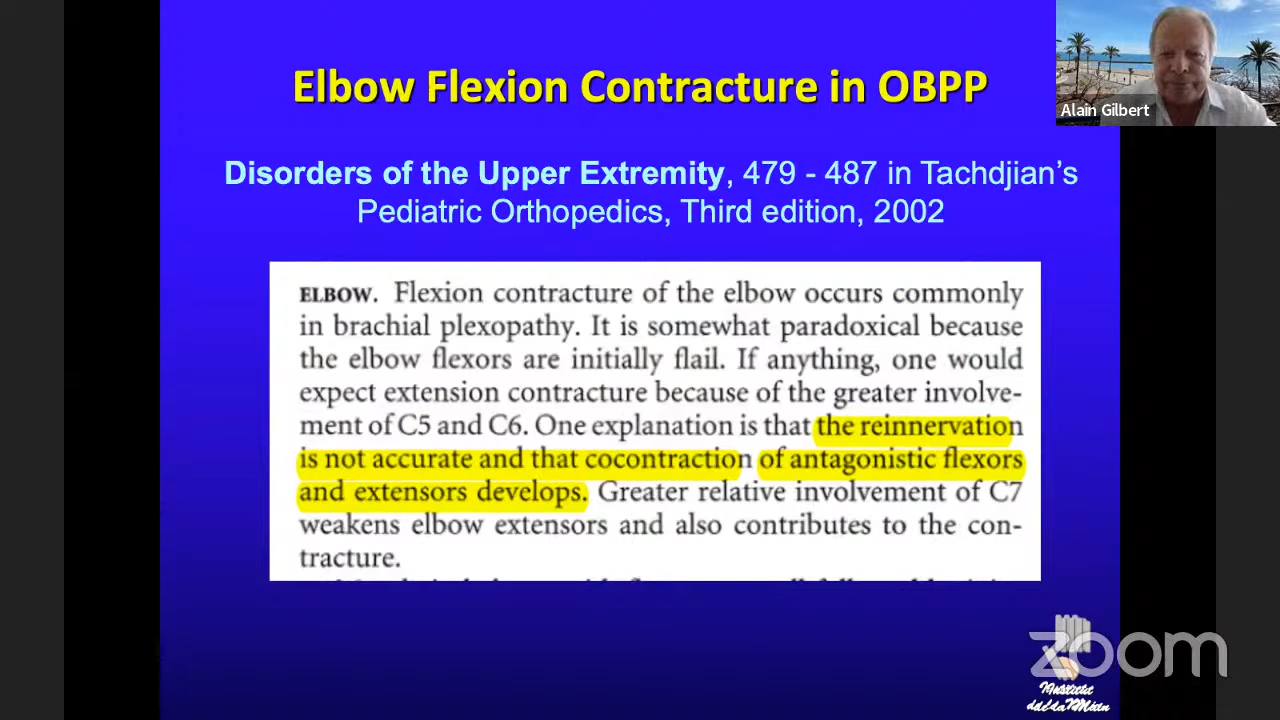 Elbow Flexion Contracture in OBPP
Alain Gilbert
Disorders of the Upper Extremity, 479 - 487 in Tachdjian’s
Pediatric Orthopedics, Third edition, 2002
ELBOW. Flexion contracture of the elbow occurs commonly
in brachial plexopathy. It is somewhat paradoxical because
the elbow flexors are initially flail. If anything, one would
expect extension contracture because of the greater involve-
ment of C5 and C6. One explanation is that the reinnervation
is not accurate and that cocontraction of antagonistic flexors
and extensors develops. Greater relative involvement of C7
weakens elbow extensors and also contributes to the con-
tracture.
zoom